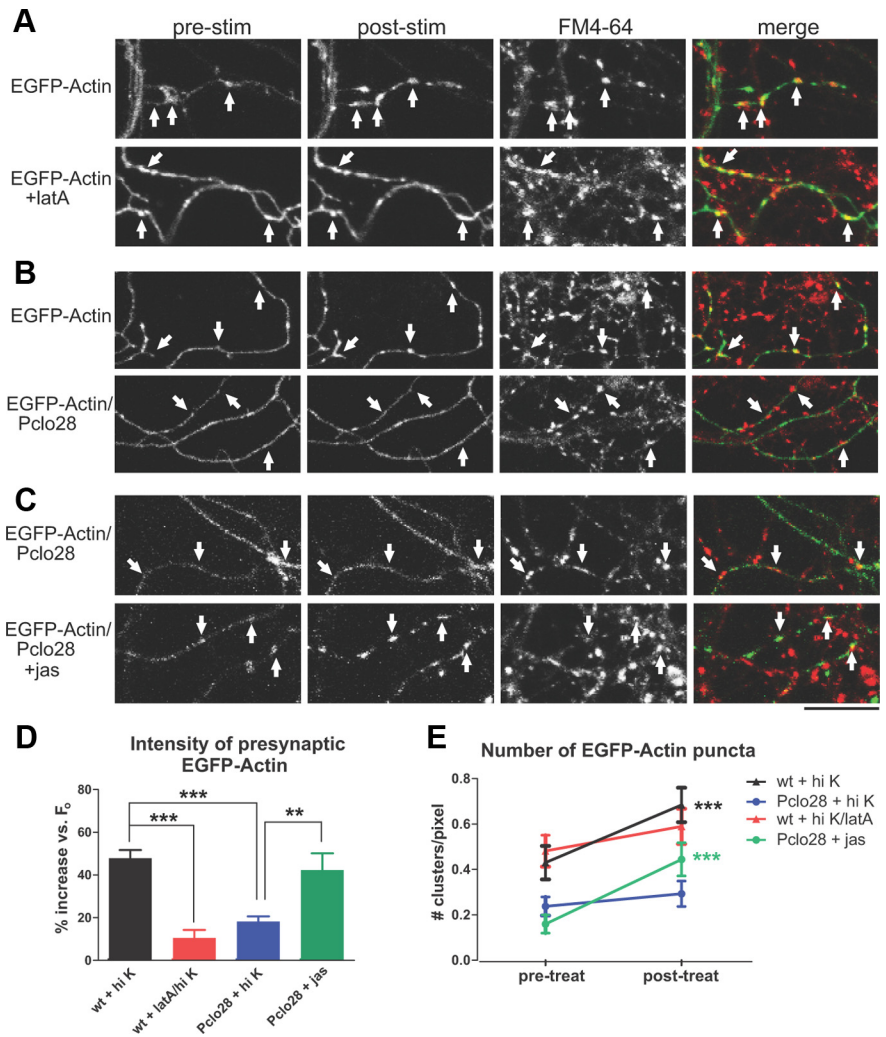 A
pre-stim post-stim FM4-64 merge
EGFP-Actin
EGFP-Actin
+latA
B
EGFP-Actin
EGFP-Actin/
Pclo28
C
EGFP-Actin/
Pclo28
EGFP-Actin/
Pclo28
+jas
D
Intensity of presynaptic
EGFP-Actin
% increase vs. F₀
80
60
40
20
0
***
***
**
wt + hi K
wt + latA/hi K
Pclo28 + hi K
Pclo28 + jas
E
Number of EGFP-Actin puncta
# clusters/pixel
0.8
0.6
0.4
0.2
0.0
***
***
pre-treat post-treat
wt + hi K
Pclo28 + hi K
wt + hi K/latA
Pclo28 + jas